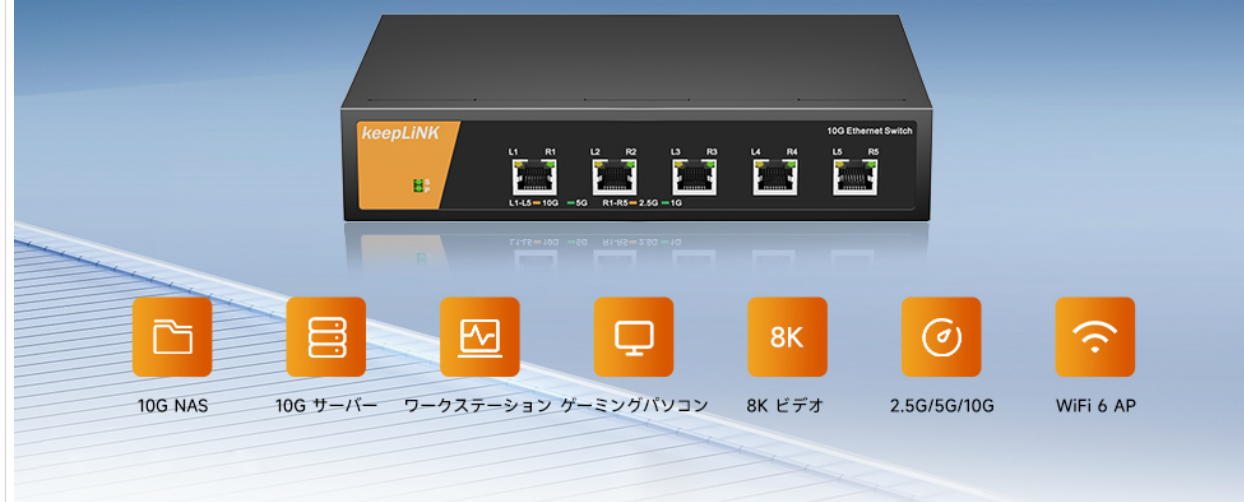 keepLiNK
10G Ethernet Switch
L1 R1 L2 R2 L3 R3 L4 R4 L5 R5
S
P
L1-L5 10G 5G R1-R5 2.5G 1G
8K
10G NAS
10G サーバー
ワークステーション
ゲーミングパソコン
8K ビデオ
2.5G/5G/10G
WiFi 6 AP